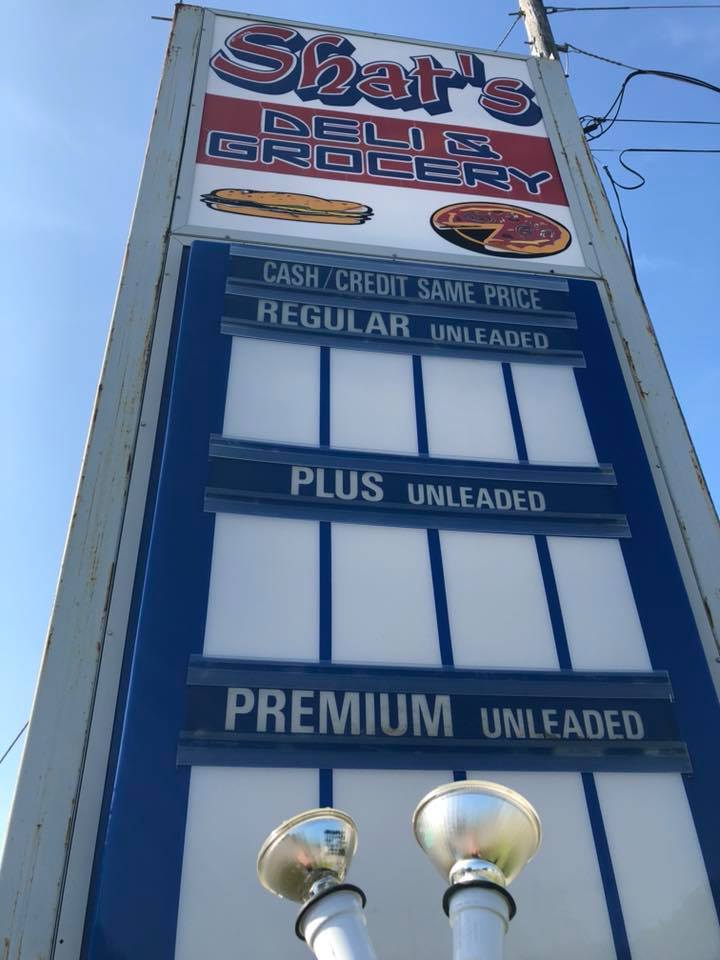 Shat's
DELI &
GROCERY
CASH/CREDIT SAME PRICE
REGULAR UNLEADED
PLUS UNLEADED
PREMIUM UNLEADED